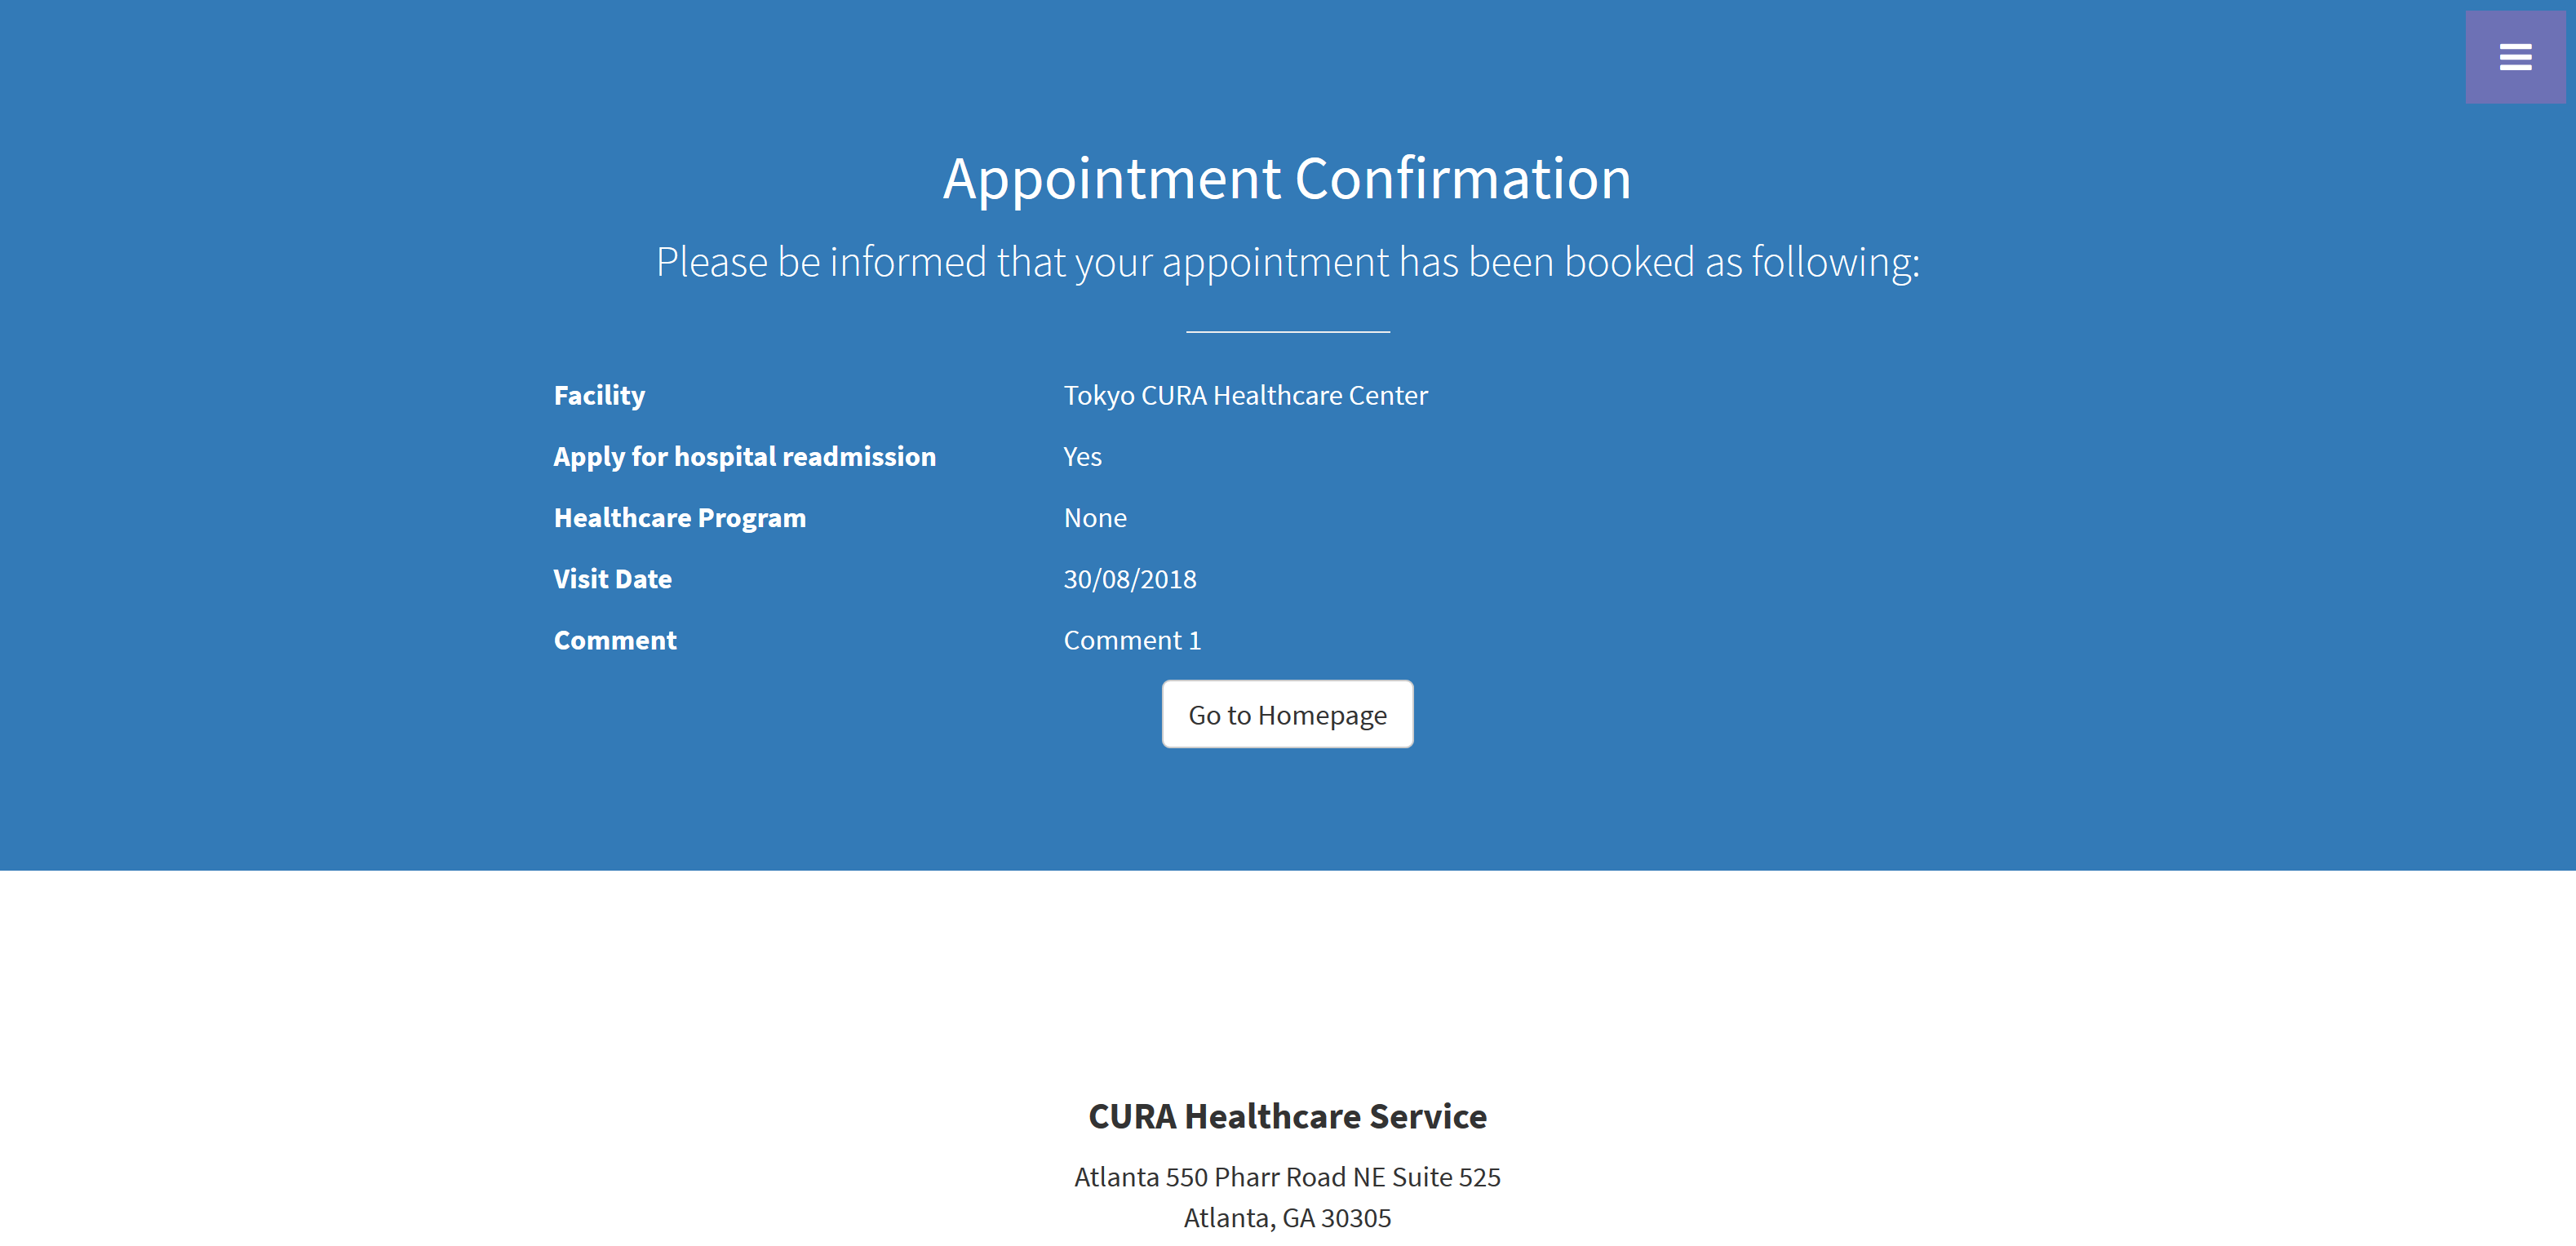 Appointment Confirmation
Please be informed that your appointment has been booked as following:
Facility Tokyo CURA Healthcare Center
Apply for hospital readmission Yes
Healthcare Program None
Visit Date 30/08/2018
Comment Comment 1
Go to Homepage
CURA Healthcare Service
Atlanta 550 Pharr Road NE Suite 525
Atlanta, GA 30305